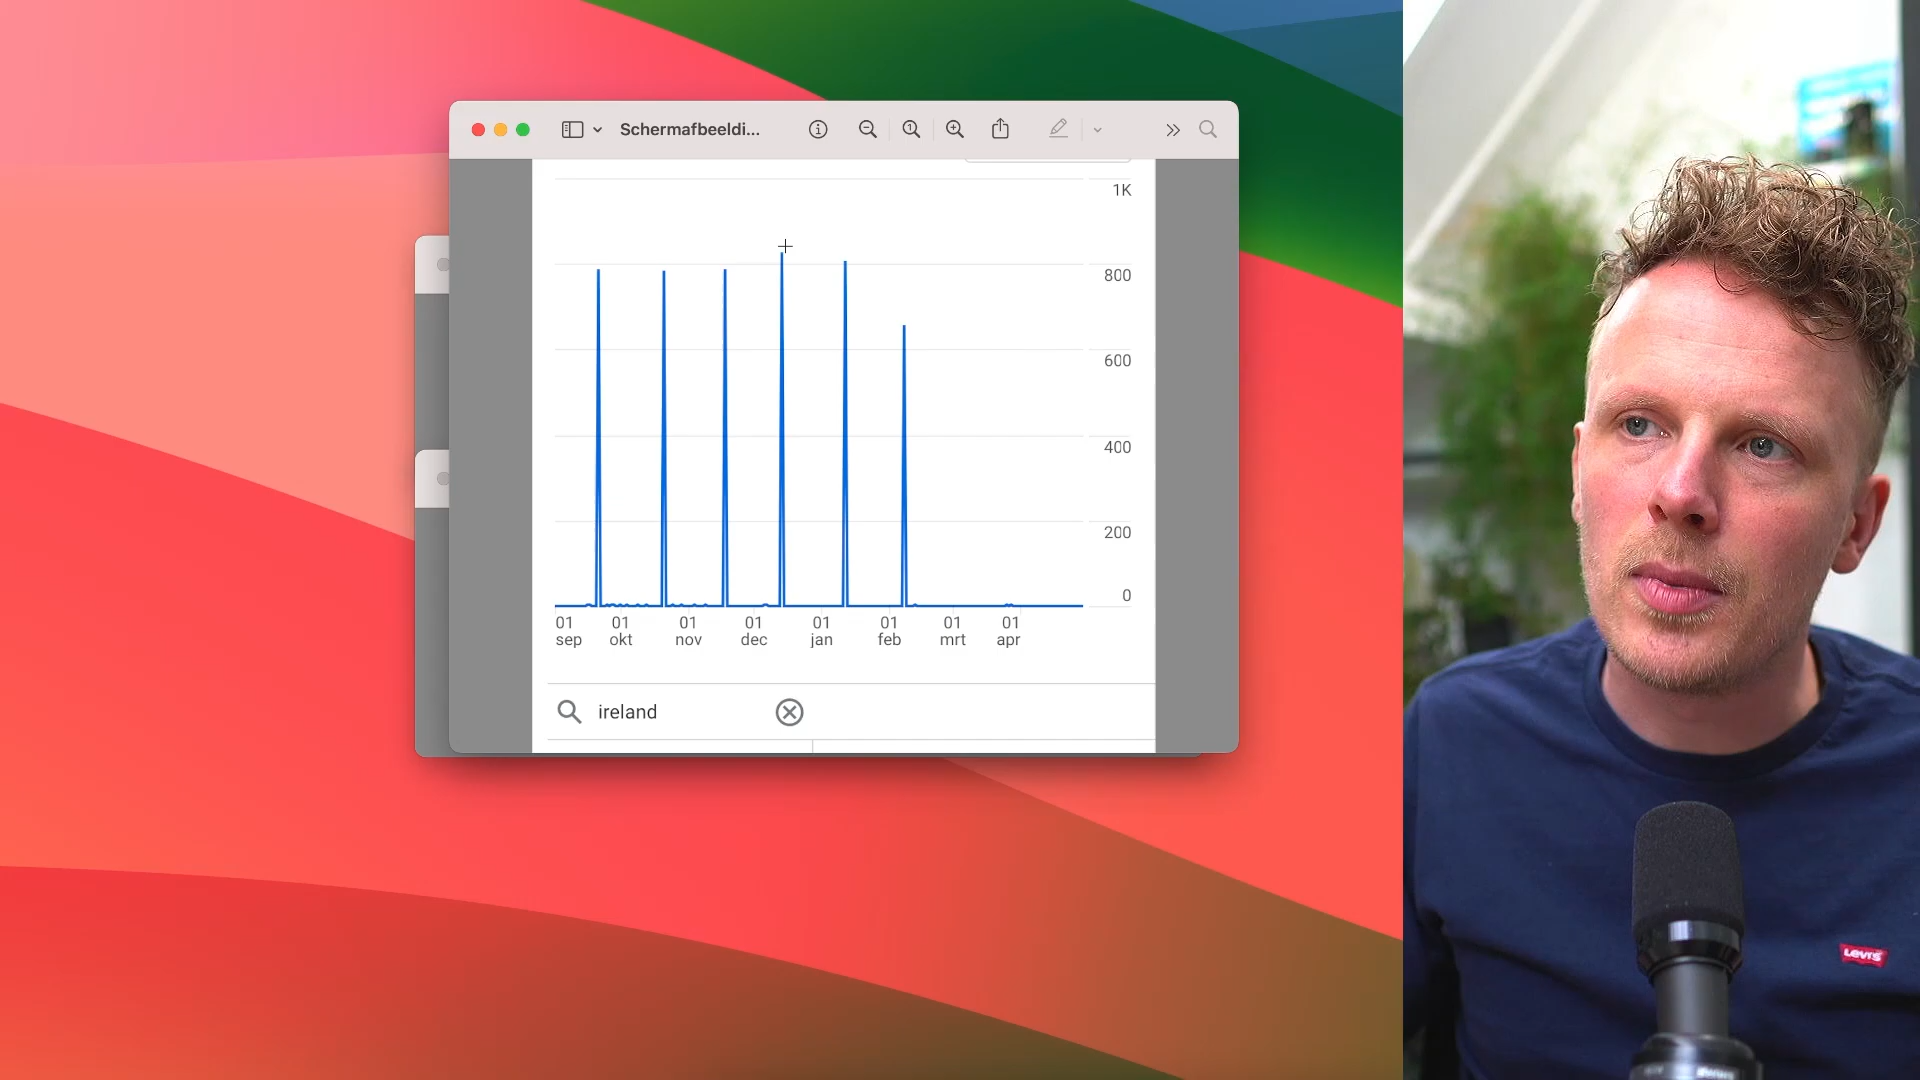 Schermafbeeldi...
1K
800
600
400
200
0
01 01 01 01 01 01 01 01
sep okt nov dec jan feb mrt apr
ireland
Levi's